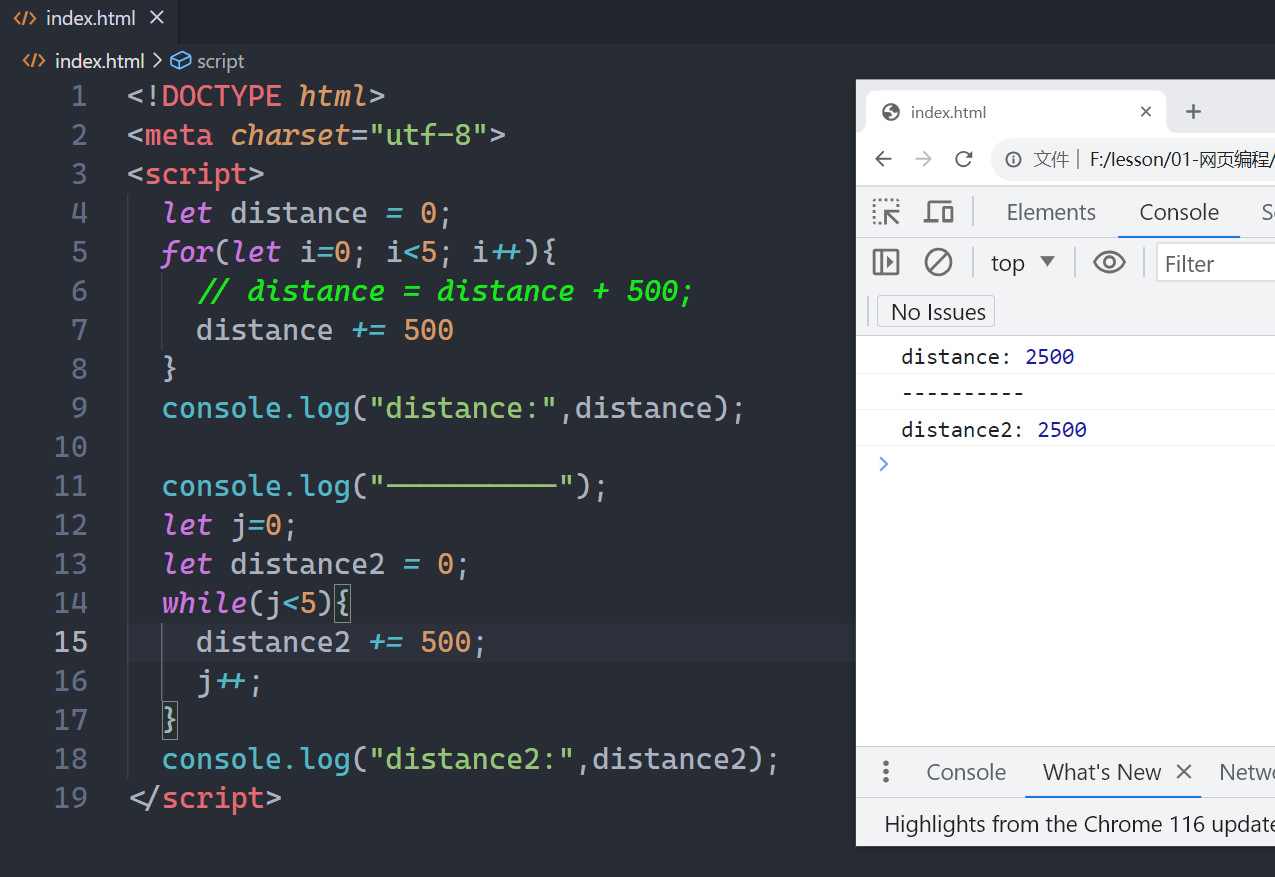 index.html
index.html > script
1 <!DOCTYPE html>
2 <meta charset="utf-8">
3 <script>
4 let distance = 0;
5 for(let i=0; i<5; i++){
6 // distance = distance + 500;
7 distance += 500
8 }
9 console.log("distance:",distance);
10
11 console.log("----------");
12 let j=0;
13 let distance2 = 0;
14 while(j<5){
15 distance2 += 500;
16 j++;
17 }
18 console.log("distance2:",distance2);
19 </script>
index.html
文件 | F:/lesson/01-网页编程/
Elements Console S
top Filter
No Issues
distance: 2500
----------
distance2: 2500
>
Console What's New Netwo
Highlights from the Chrome 116 update